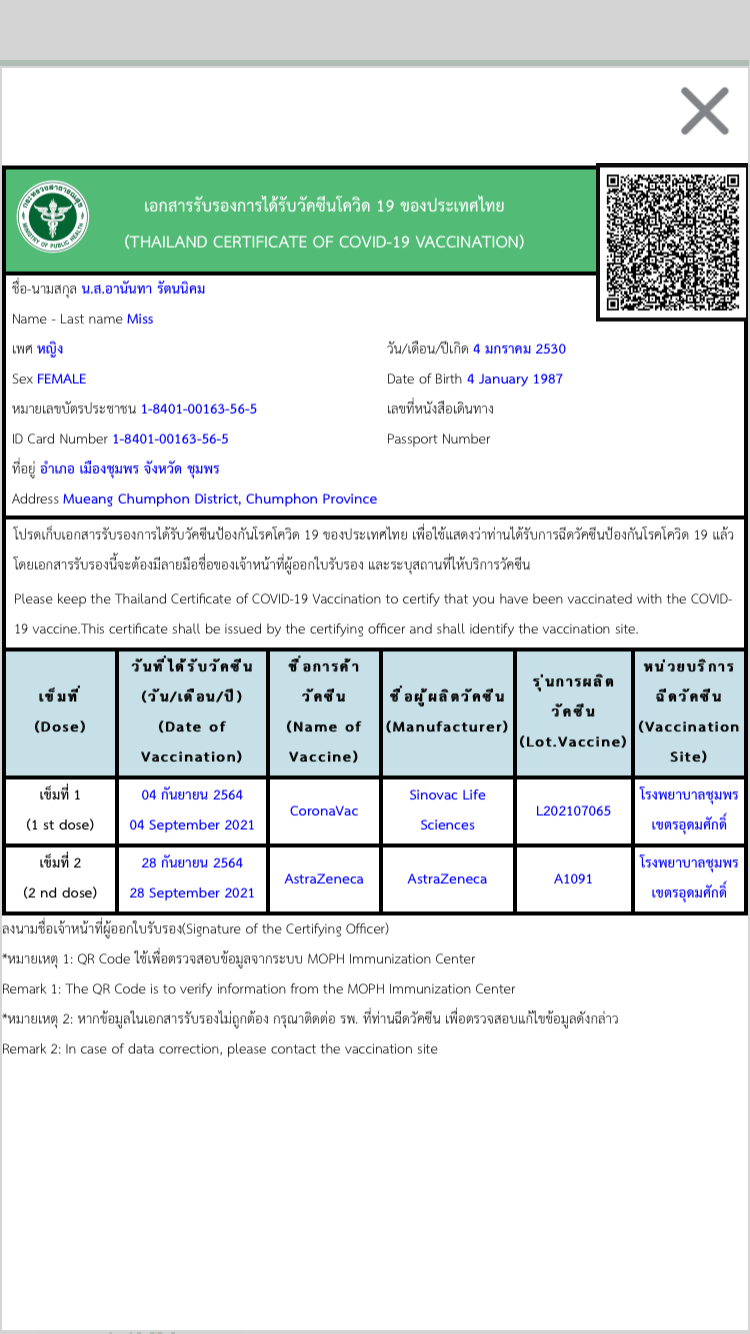 กระทรวงสาธารณสุข
MINISTRY OF PUBLIC HEALTH
เอกสารรับรองการได้รับวัคซีนโควิด 19 ของประเทศไทย
(THAILAND CERTIFICATE OF COVID-19 VACCINATION)
ชื่อ-นามสกุล น.ส.อานันทา รัตนนิคม
Name - Last name Miss
เพศ หญิง วัน/เดือน/ปีเกิด 4 มกราคม 2530
Sex FEMALE Date of Birth 4 January 1987
หมายเลขบัตรประชาชน 1-8401-00163-56-5 เลขที่หนังสือเดินทาง
ID Card Number 1-8401-00163-56-5 Passport Number
ที่อยู่ อำเภอ เมืองชุมพร จังหวัด ชุมพร
Address Mueang Chumphon District, Chumphon Province
โปรดเก็บเอกสารรับรองการได้รับวัคซีนป้องกันโรคโควิด 19 ของประเทศไทย เพื่อใช้แสดงว่าท่านได้รับการฉีดวัคซีนป้องกันโรคโควิด 19 แล้ว
โดยเอกสารรับรองนี้จะต้องมีลายมือชื่อของเจ้าหน้าที่ผู้ออกใบรับรอง และระบุสถานที่ให้บริการวัคซีน
Please keep the Thailand Certificate of COVID-19 Vaccination to certify that you have been vaccinated with the COVID-
19 vaccine.This certificate shall be issued by the certifying officer and shall identify the vaccination site.
เข็มที่
(Dose)
วันที่ได้รับวัคซีน
(วัน/เดือน/ปี)
(Date of
Vaccination)
ชื่อการค้า
วัคซีน
(Name of
Vaccine)
ชื่อผู้ผลิตวัคซีน
(Manufacturer)
รุ่นการผลิต
วัคซีน
(Lot.Vaccine)
หน่วยบริการ
ฉีดวัคซีน
(Vaccination
Site)
เข็มที่ 1
(1 st dose)
04 กันยายน 2564
04 September 2021
CoronaVac
Sinovac Life
Sciences
L202107065
โรงพยาบาลชุมพร
เขตรอุดมศักดิ์
เข็มที่ 2
(2 nd dose)
28 กันยายน 2564
28 September 2021
AstraZeneca
AstraZeneca
A1091
โรงพยาบาลชุมพร
เขตรอุดมศักดิ์
ลงนามชื่อเจ้าหน้าที่ผู้ออกใบรับรอง(Signature of the Certifying Officer)
*หมายเหตุ 1: QR Code ใช้เพื่อตรวจสอบข้อมูลจากระบบ MOPH Immunization Center
Remark 1: The QR Code is to verify information from the MOPH Immunization Center
*หมายเหตุ 2: หากข้อมูลในเอกสารรับรองไม่ถูกต้อง กรุณาติดต่อ รพ. ที่ท่านฉีดวัคซีน เพื่อตรวจสอบแก้ไขข้อมูลดังกล่าว
Remark 2: In case of data correction, please contact the vaccination site